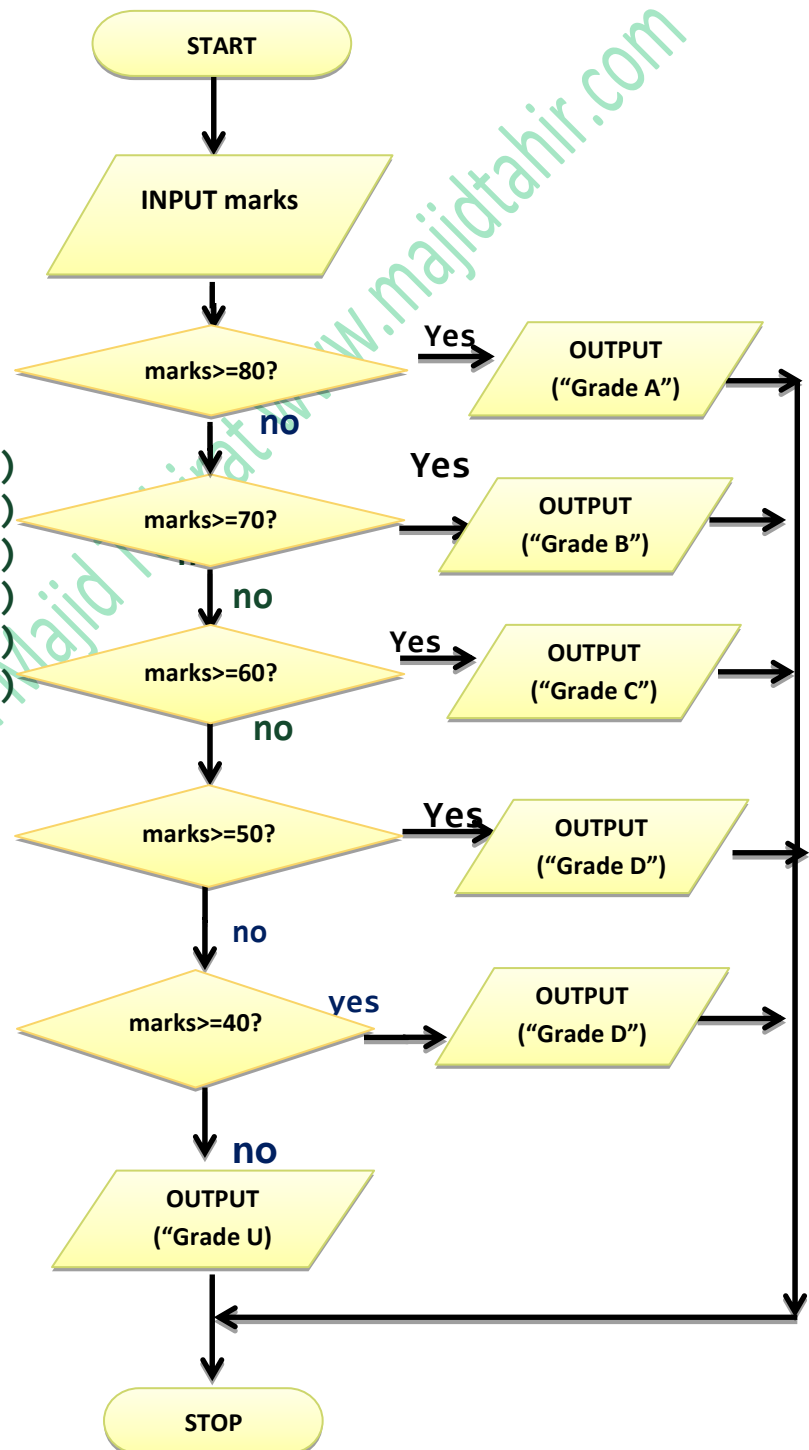 START
INPUT marks
marks>=80?
Yes
OUTPUT
(“Grade A”)
no
)
)
)
)
)
)
marks>=70?
Yes
OUTPUT
(“Grade B”)
no
marks>=60?
Yes
OUTPUT
(“Grade C”)
no
marks>=50?
Yes
OUTPUT
(“Grade D”)
no
marks>=40?
yes
OUTPUT
(“Grade D”)
no
OUTPUT
(“Grade U)
STOP
Majid www.majidtahir.com